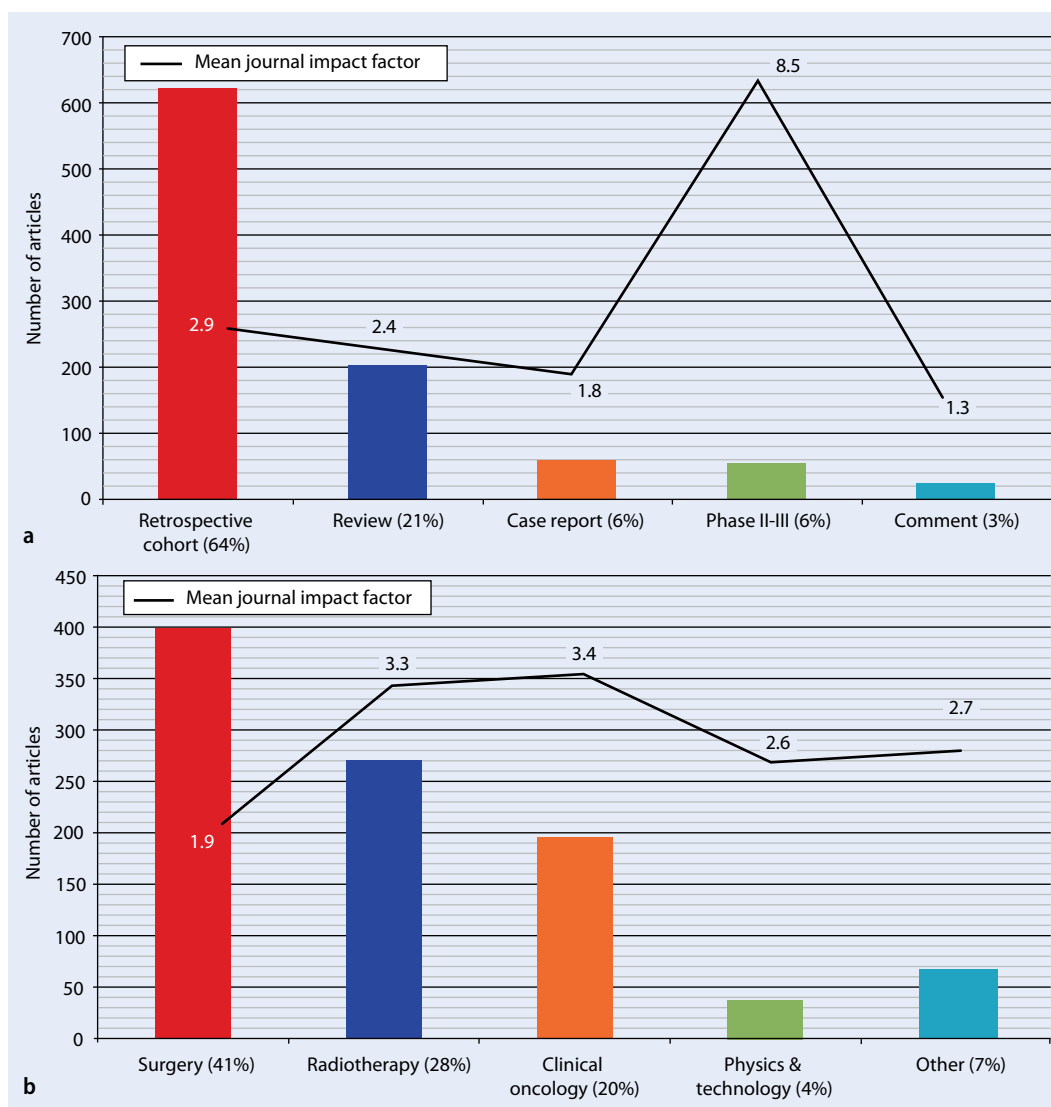 700
600
500
400
300
200
100
0
Number of articles
Mean journal impact factor
2.9
2.4
1.8
8.5
1.3
Retrospective
cohort (64%)
Review (21%)
Case report (6%)
Phase II-III (6%)
Comment (3%)
a
450
400
350
300
250
200
150
100
50
0
Number of articles
Mean journal impact factor
1.9
3.3
3.4
2.6
2.7
Surgery (41%)
Radiotherapy (28%)
Clinical
oncology (20%)
Physics &
technology (4%)
Other (7%)
b